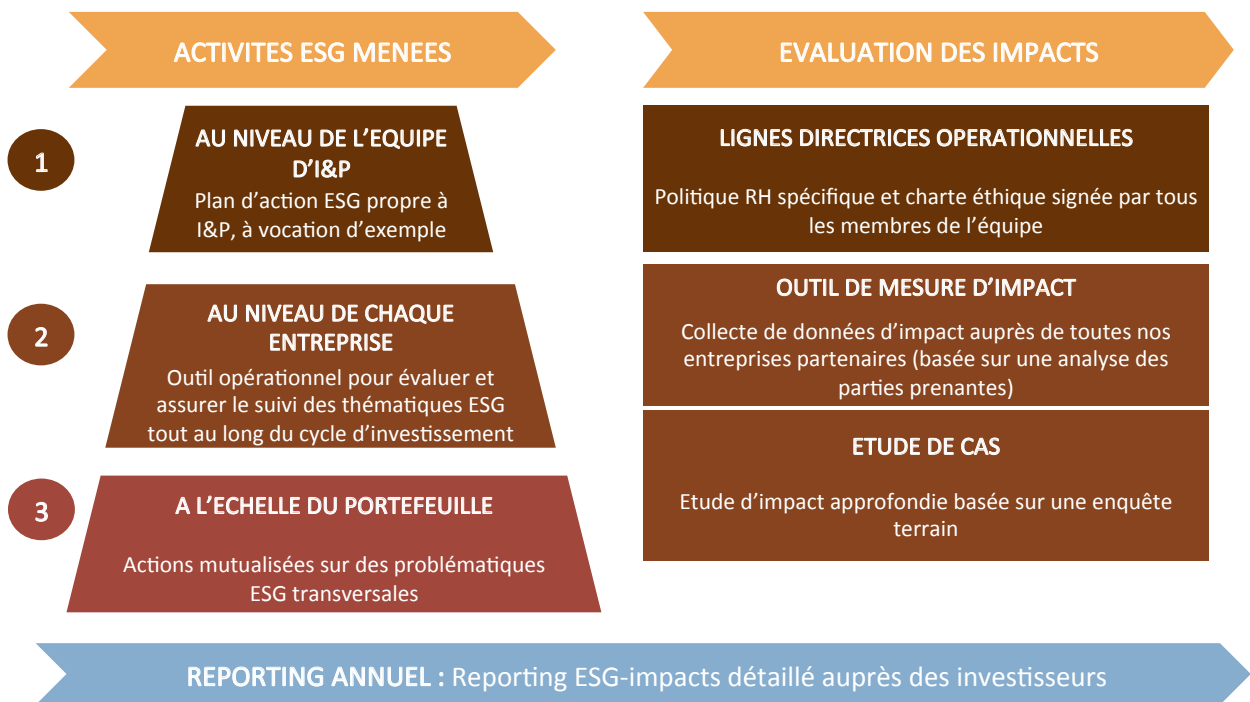 ACTIVITES ESG MENEES
EVALUATION DES IMPACTS
1
AU NIVEAU DE L’EQUIPE
D’I&P
Plan d’action ESG propre à
I&P, à vocation d’exemple
LIGNES DIRECTRICES OPERATIONNELLES
Politique RH spécifique et charte éthique signée par tous
les membres de l’équipe
2
AU NIVEAU DE CHAQUE
ENTREPRISE
Outil opérationnel pour évaluer et
assurer le suivi des thématiques ESG
tout au long du cycle d’investissement
OUTIL DE MESURE D’IMPACT
Collecte de données d’impact auprès de toutes nos
entreprises partenaires (basée sur une analyse des
parties prenantes)
3
A L’ECHELLE DU PORTEFEUILLE
Actions mutualisées sur des problématiques
ESG transversales
ETUDE DE CAS
Etude d’impact approfondie basée sur une enquête
terrain
REPORTING ANNUEL : Reporting ESG-impacts détaillé auprès des investisseurs